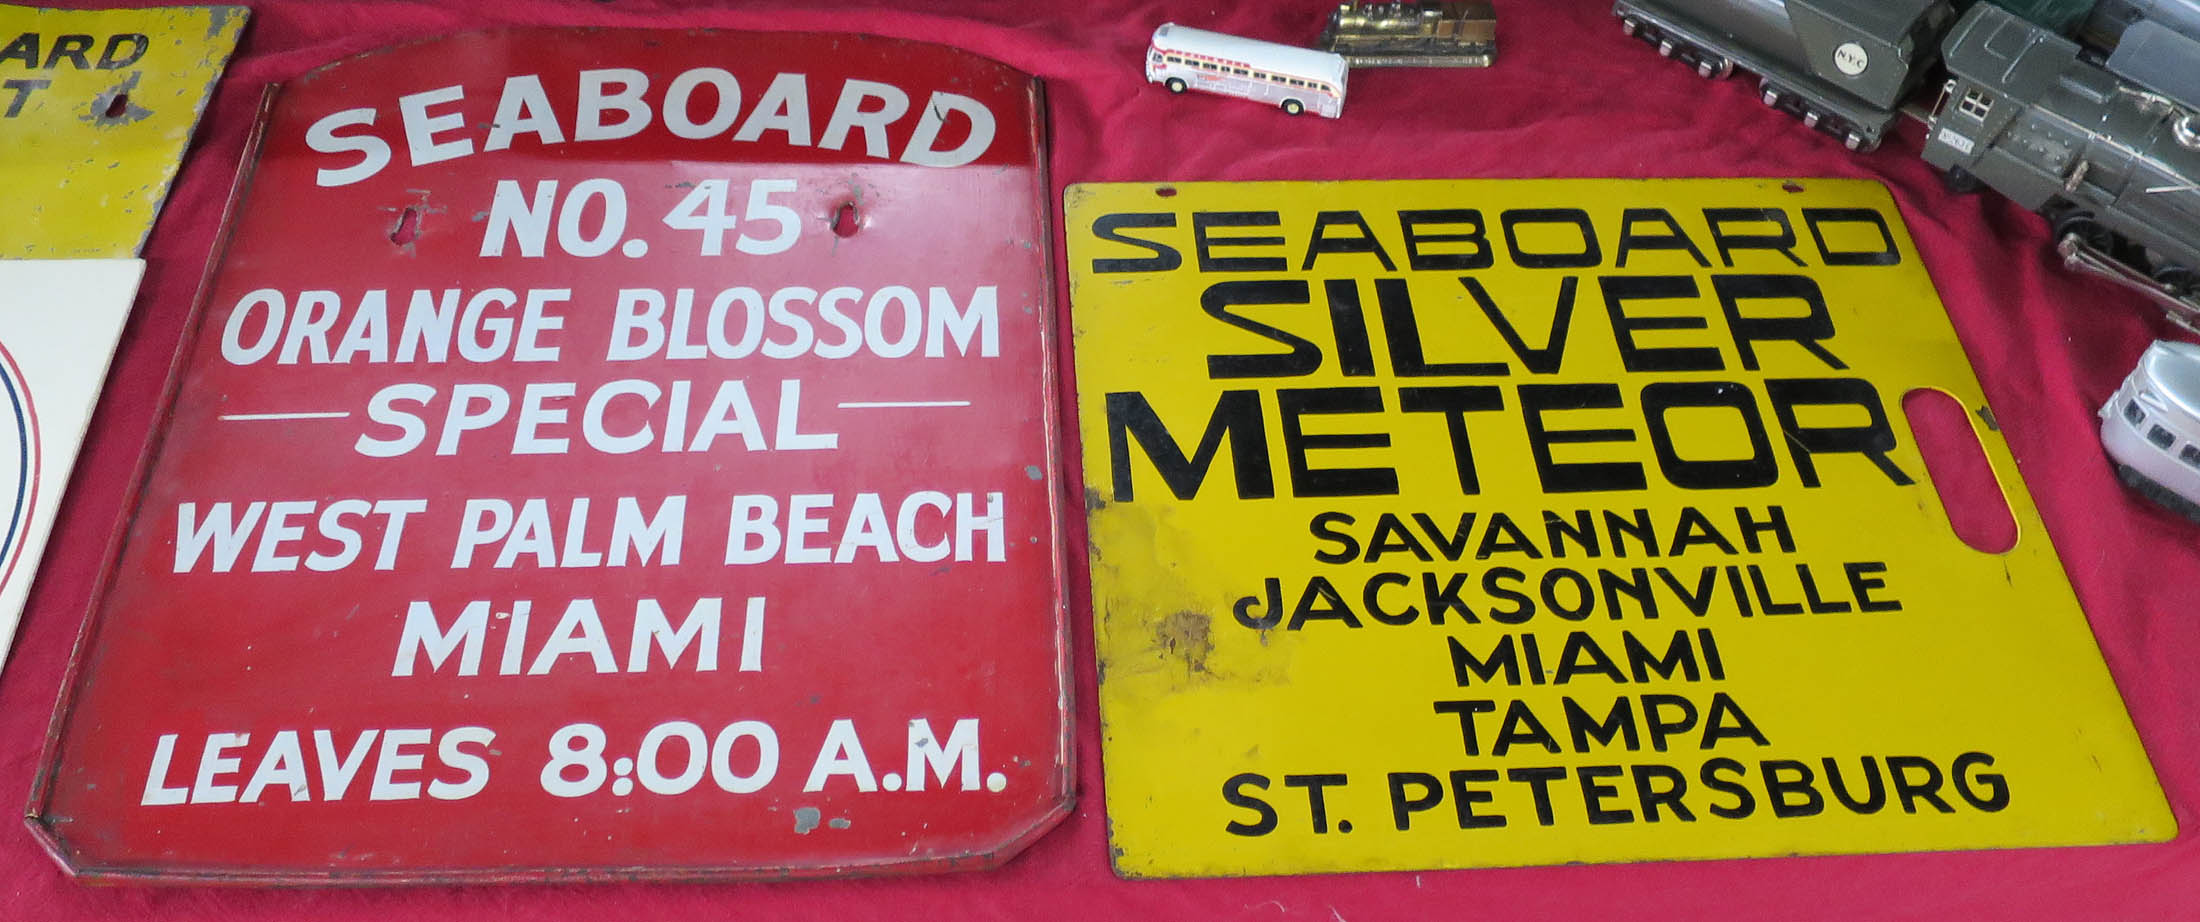 ARD
T
SEABOARD
NO. 45
ORANGE BLOSSOM
SPECIAL
WEST PALM BEACH
MIAMI
LEAVES 8:00 A.M.
SEABOARD
SILVER
METEOR
SAVANNAH
JACKSONVILLE
MIAMI
TAMPA
ST. PETERSBURG
N.Y.C